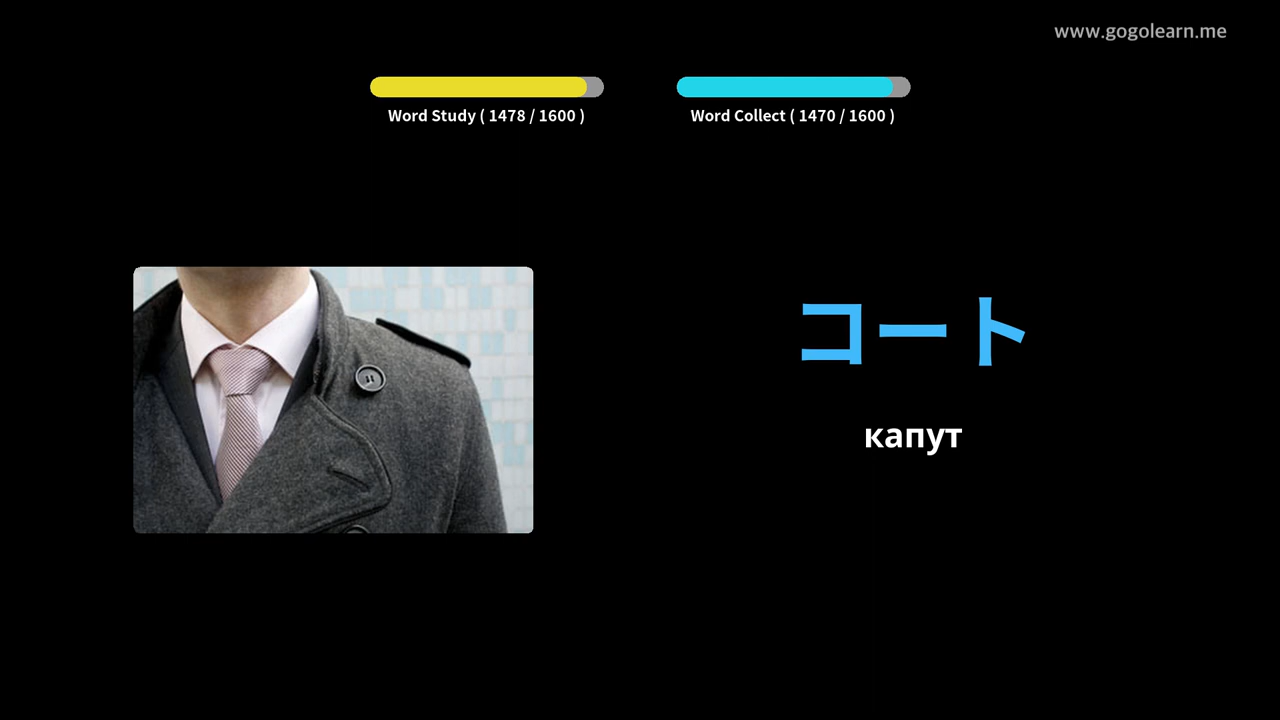 www.gogolearn.me
Word Study ( 1478 / 1600 )
Word Collect ( 1470 / 1600 )
コート
капут